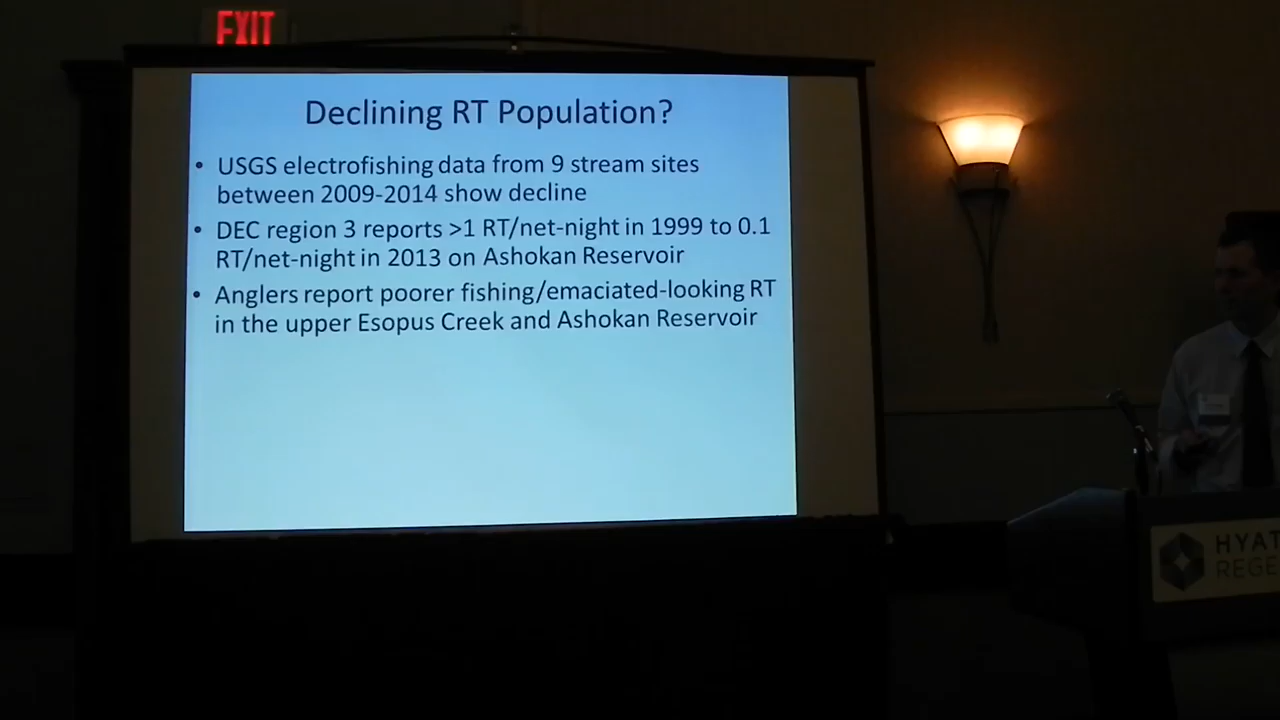 EXIT
Declining RT Population?
• USGS electrofishing data from 9 stream sites
between 2009-2014 show decline
• DEC region 3 reports >1 RT/net-night in 1999 to 0.1
RT/net-night in 2013 on Ashokan Reservoir
• Anglers report poorer fishing/emaciated-looking RT
in the upper Esopus Creek and Ashokan Reservoir
HYAT
REGE